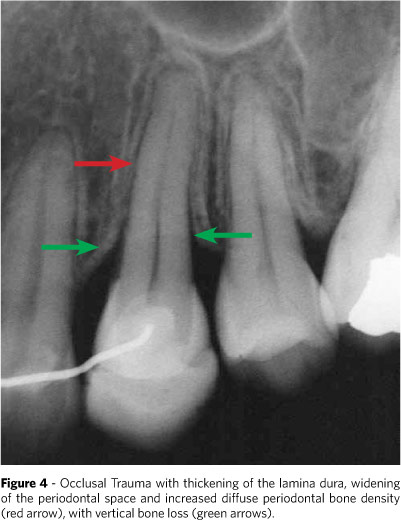 Figure 4 - Occlusal Trauma with thickening of the lamina dura, widening
of the periodontal space and increased diffuse periodontal bone density
(red arrow), with vertical bone loss (green arrows).